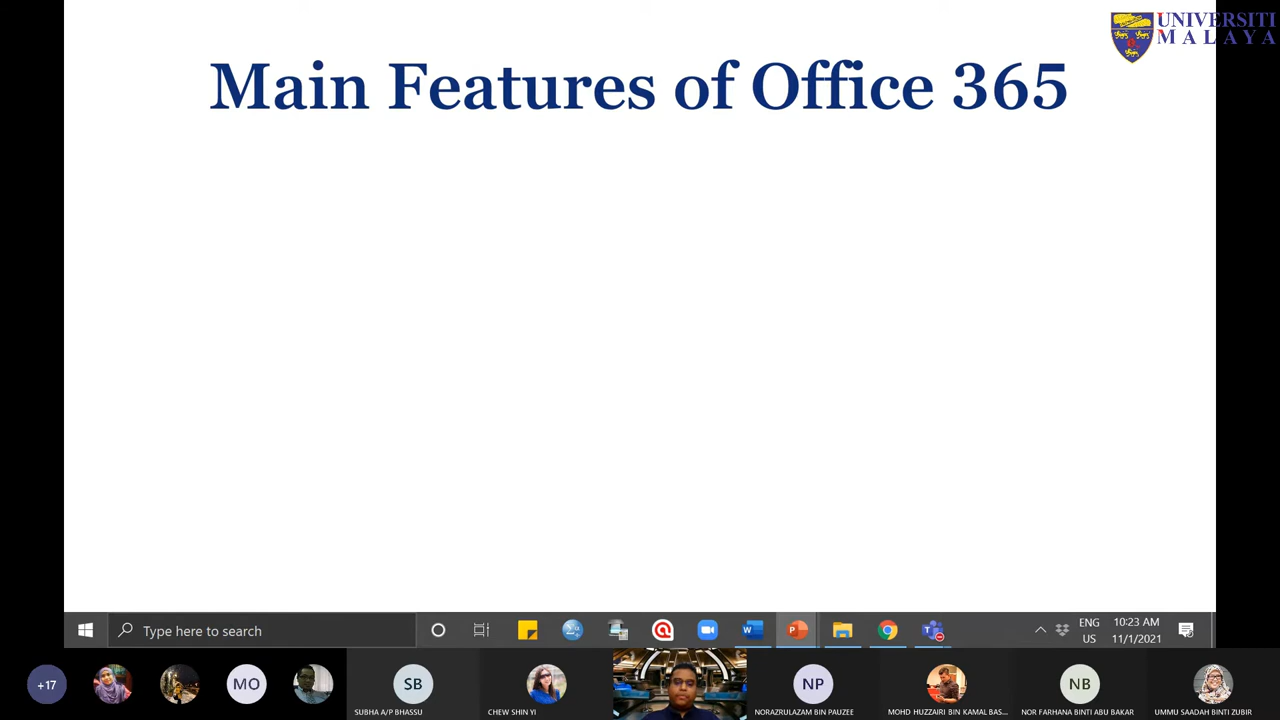 UNIVERSITI
MALAYA
Main Features of Office 365
Type here to search
ENG
US
10:23 AM
11/1/2021
+17
MO
SB
SUBHA A/P BHASSU
CHEW SHIN YI
NP
NORAZRULAZAM BIN PAUZEE
MOHD HUZZAIRI BIN KAMAL BAS...
NB
NOR FARHANA BINTI ABU BAKAR
UMMU SAADAH BINTI ZUBIR